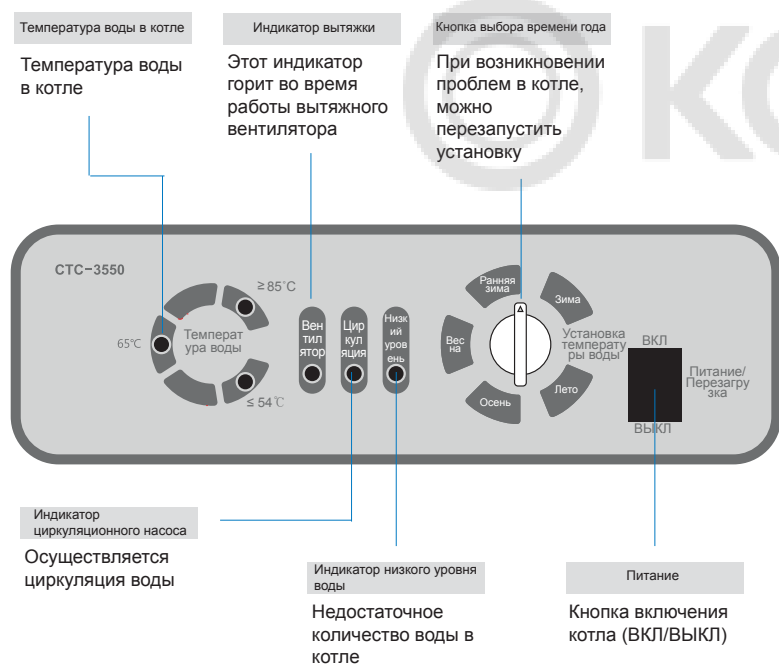 Температура воды в котле
Температура воды
в котле
Индикатор вытяжки
Этот индикатор
горит во время
работы вытяжного
вентилятора
Кнопка выбора времени года
При возникновении
проблем в котле,
можно
перезапустить
установку
СТС-3550
≥ 85˚C
65℃
Температ
ура воды
≤ 54℃
Вен
тил
ятор
Цир
кул
яция
Низк
ий
уров
ень
Ранняя
зима
Зима
Вес
на
Лето
Осень
Установка
температу
ры воды
ВКЛ
ВЫКЛ
Питание/
Перезагру
зка
Индикатор
циркуляционного насоса
Осуществляется
циркуляция воды
Индикатор низкого уровня
воды
Недостаточное
количество воды в
котле
Питание
Кнопка включения
котла (ВКЛ/ВЫКЛ)